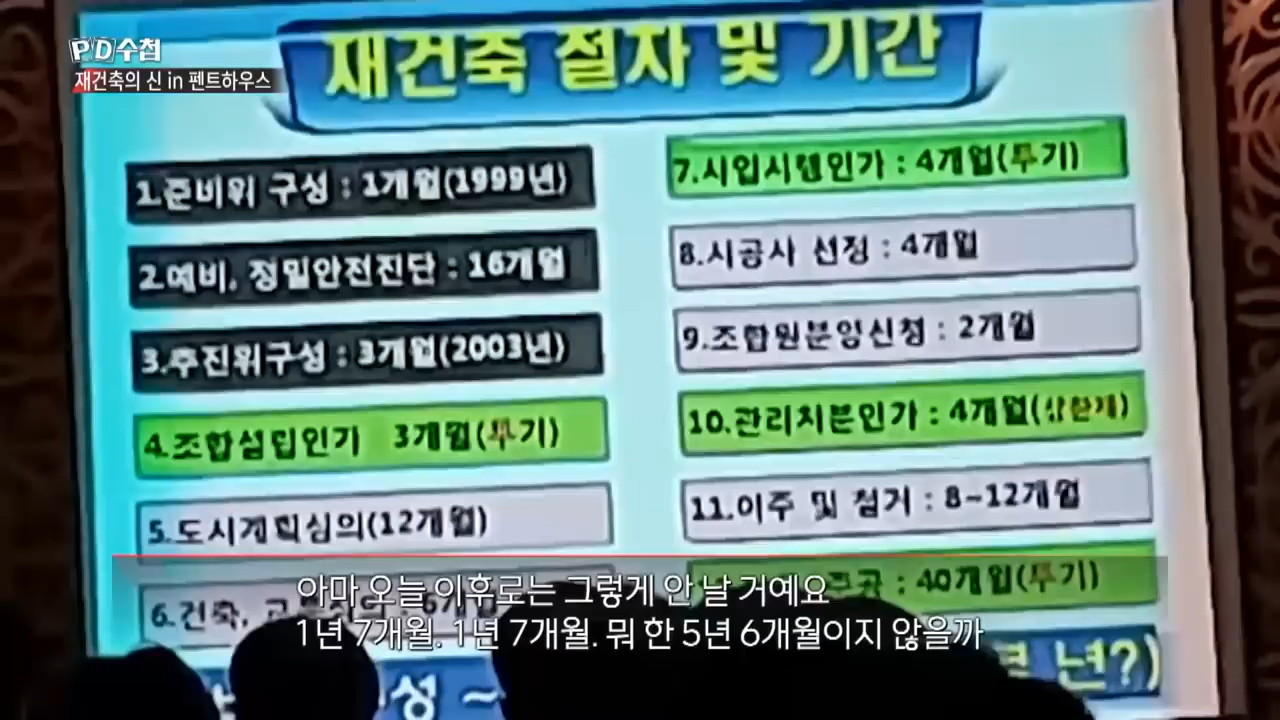 PD수첩
재건축의 신 in 펜트하우스
재건축 절차 및 기간
1.준비위 구성 : 1개월(1999년)
2.예비, 정밀안전진단 : 16개월
3.추진위구성 : 3개월(2003년)
4.조합설립인가 3개월(투기)
5.도시계획심의(12개월)
6.건축,
7.시업시행인가 : 4개월(투기)
8.시공사 선정 : 4개월
9.조합원분양신청 : 2개월
10.관리처분인가 : 4개월(상한제)
11.이주 및 철거 : 8~12개월
준공 : 40개월(투기)
성 ~
년?)
아마 오늘 이후로는 그렇게 안 날 거예요
1년 7개월. 1년 7개월. 뭐 한 5년 6개월이지 않을까